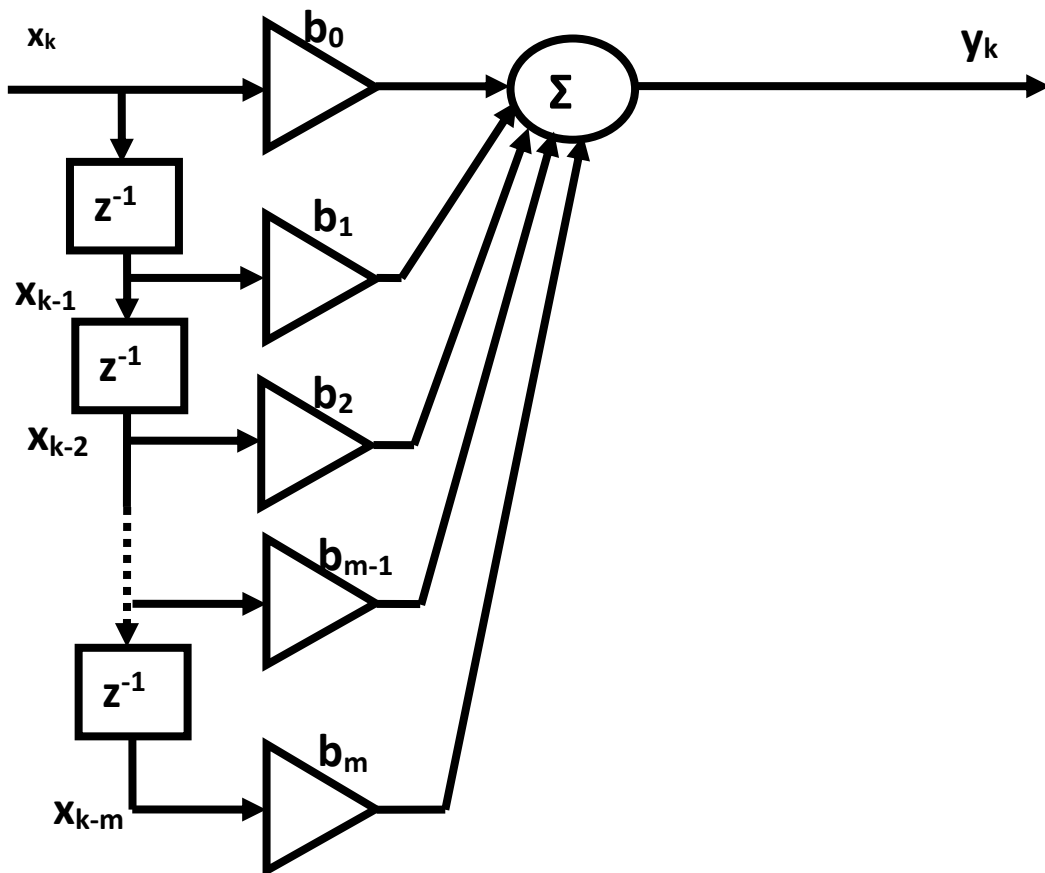 xₖ
b₀
Σ
yₖ
z⁻¹
b₁
xₖ₋₁
z⁻¹
b₂
xₖ₋₂
bₘ₋₁
z⁻¹
bₘ
xₖ₋ₘ